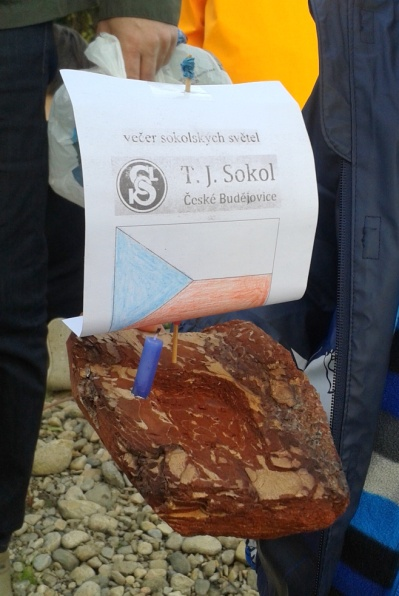 večer sokolských světel
T. J. Sokol
České Budějovice